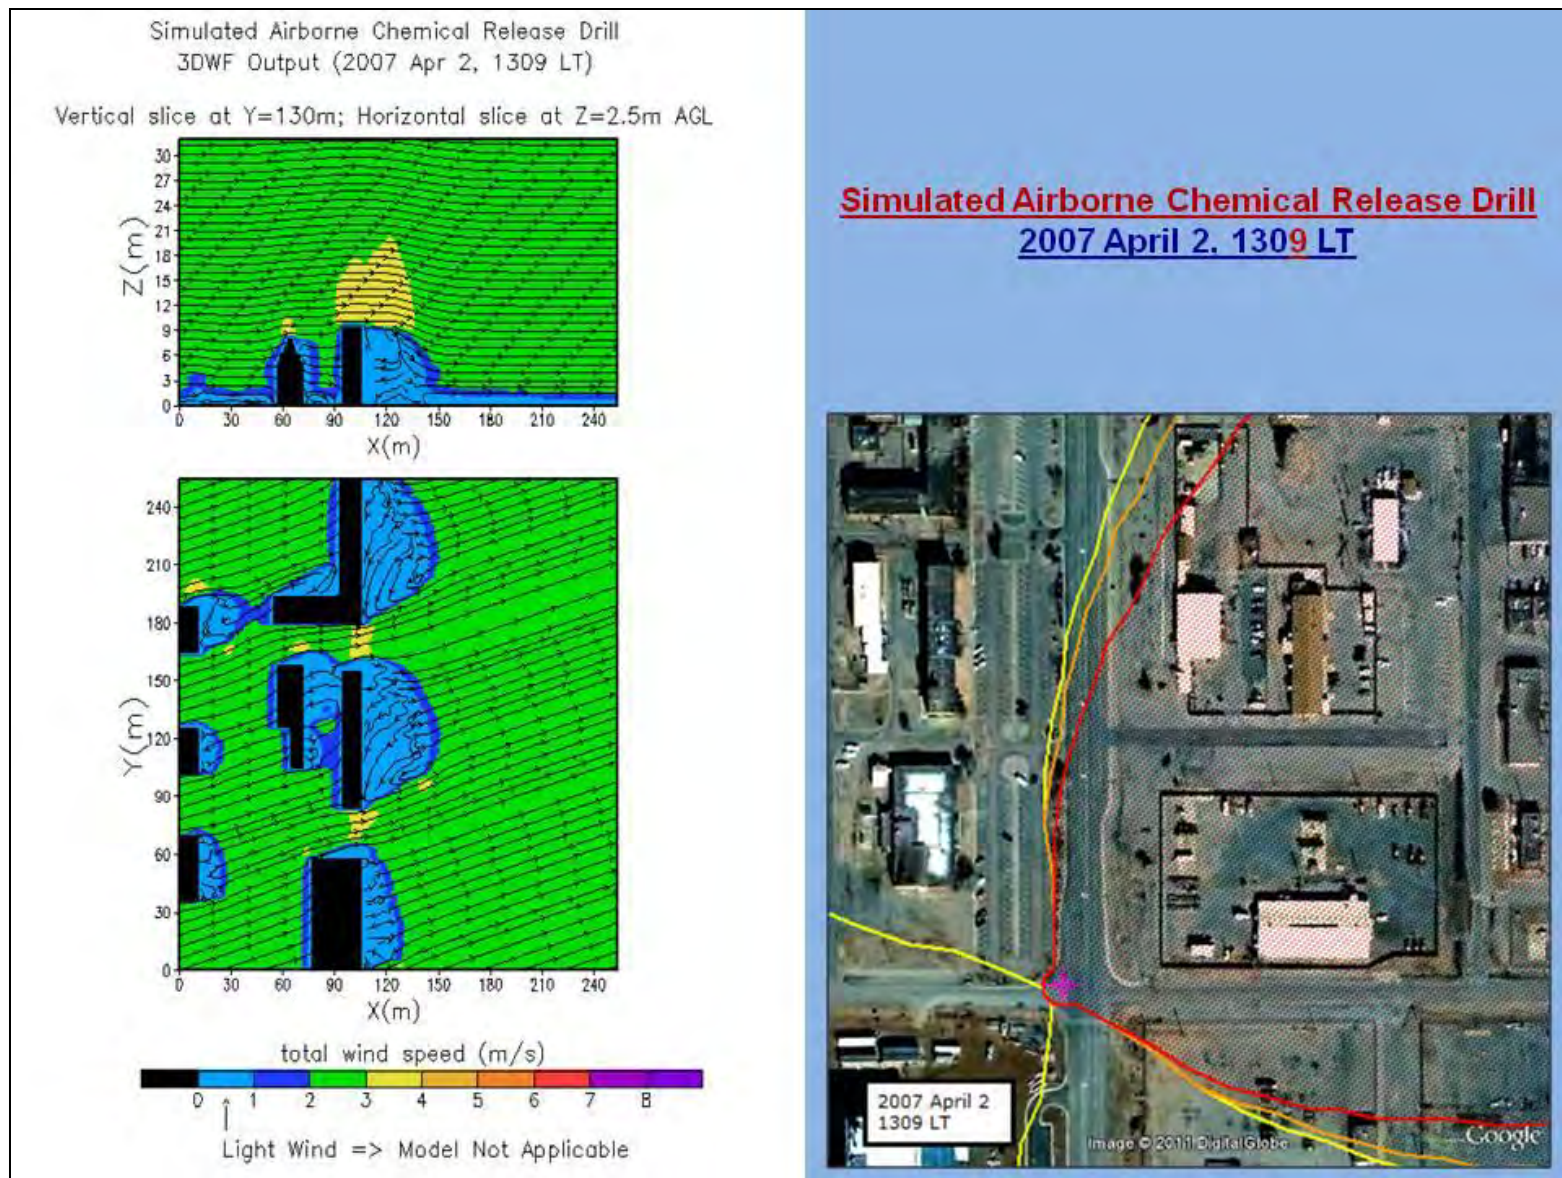 Simulated Airborne Chemical Release Drill
3DWF Output (2007 Apr 2, 1309 LT)
Vertical slice at Y=130m; Horizontal slice at Z=2.5m AGL
30
27
24
21
18
15
12
9
6
3
0
Z(m)
0 30 60 90 120 150 180 210 240
X(m)
240
210
180
150
120
90
60
30
0
Y(m)
0 30 60 90 120 150 180 210 240
X(m)
total wind speed (m/s)
0 1 2 3 4 5 6 7 8
Light Wind => Model Not Applicable
Simulated Airborne Chemical Release Drill
2007 April 2. 1309 LT
2007 April 2
1309 LT
Image © 2011 DigitalGlobe
Google